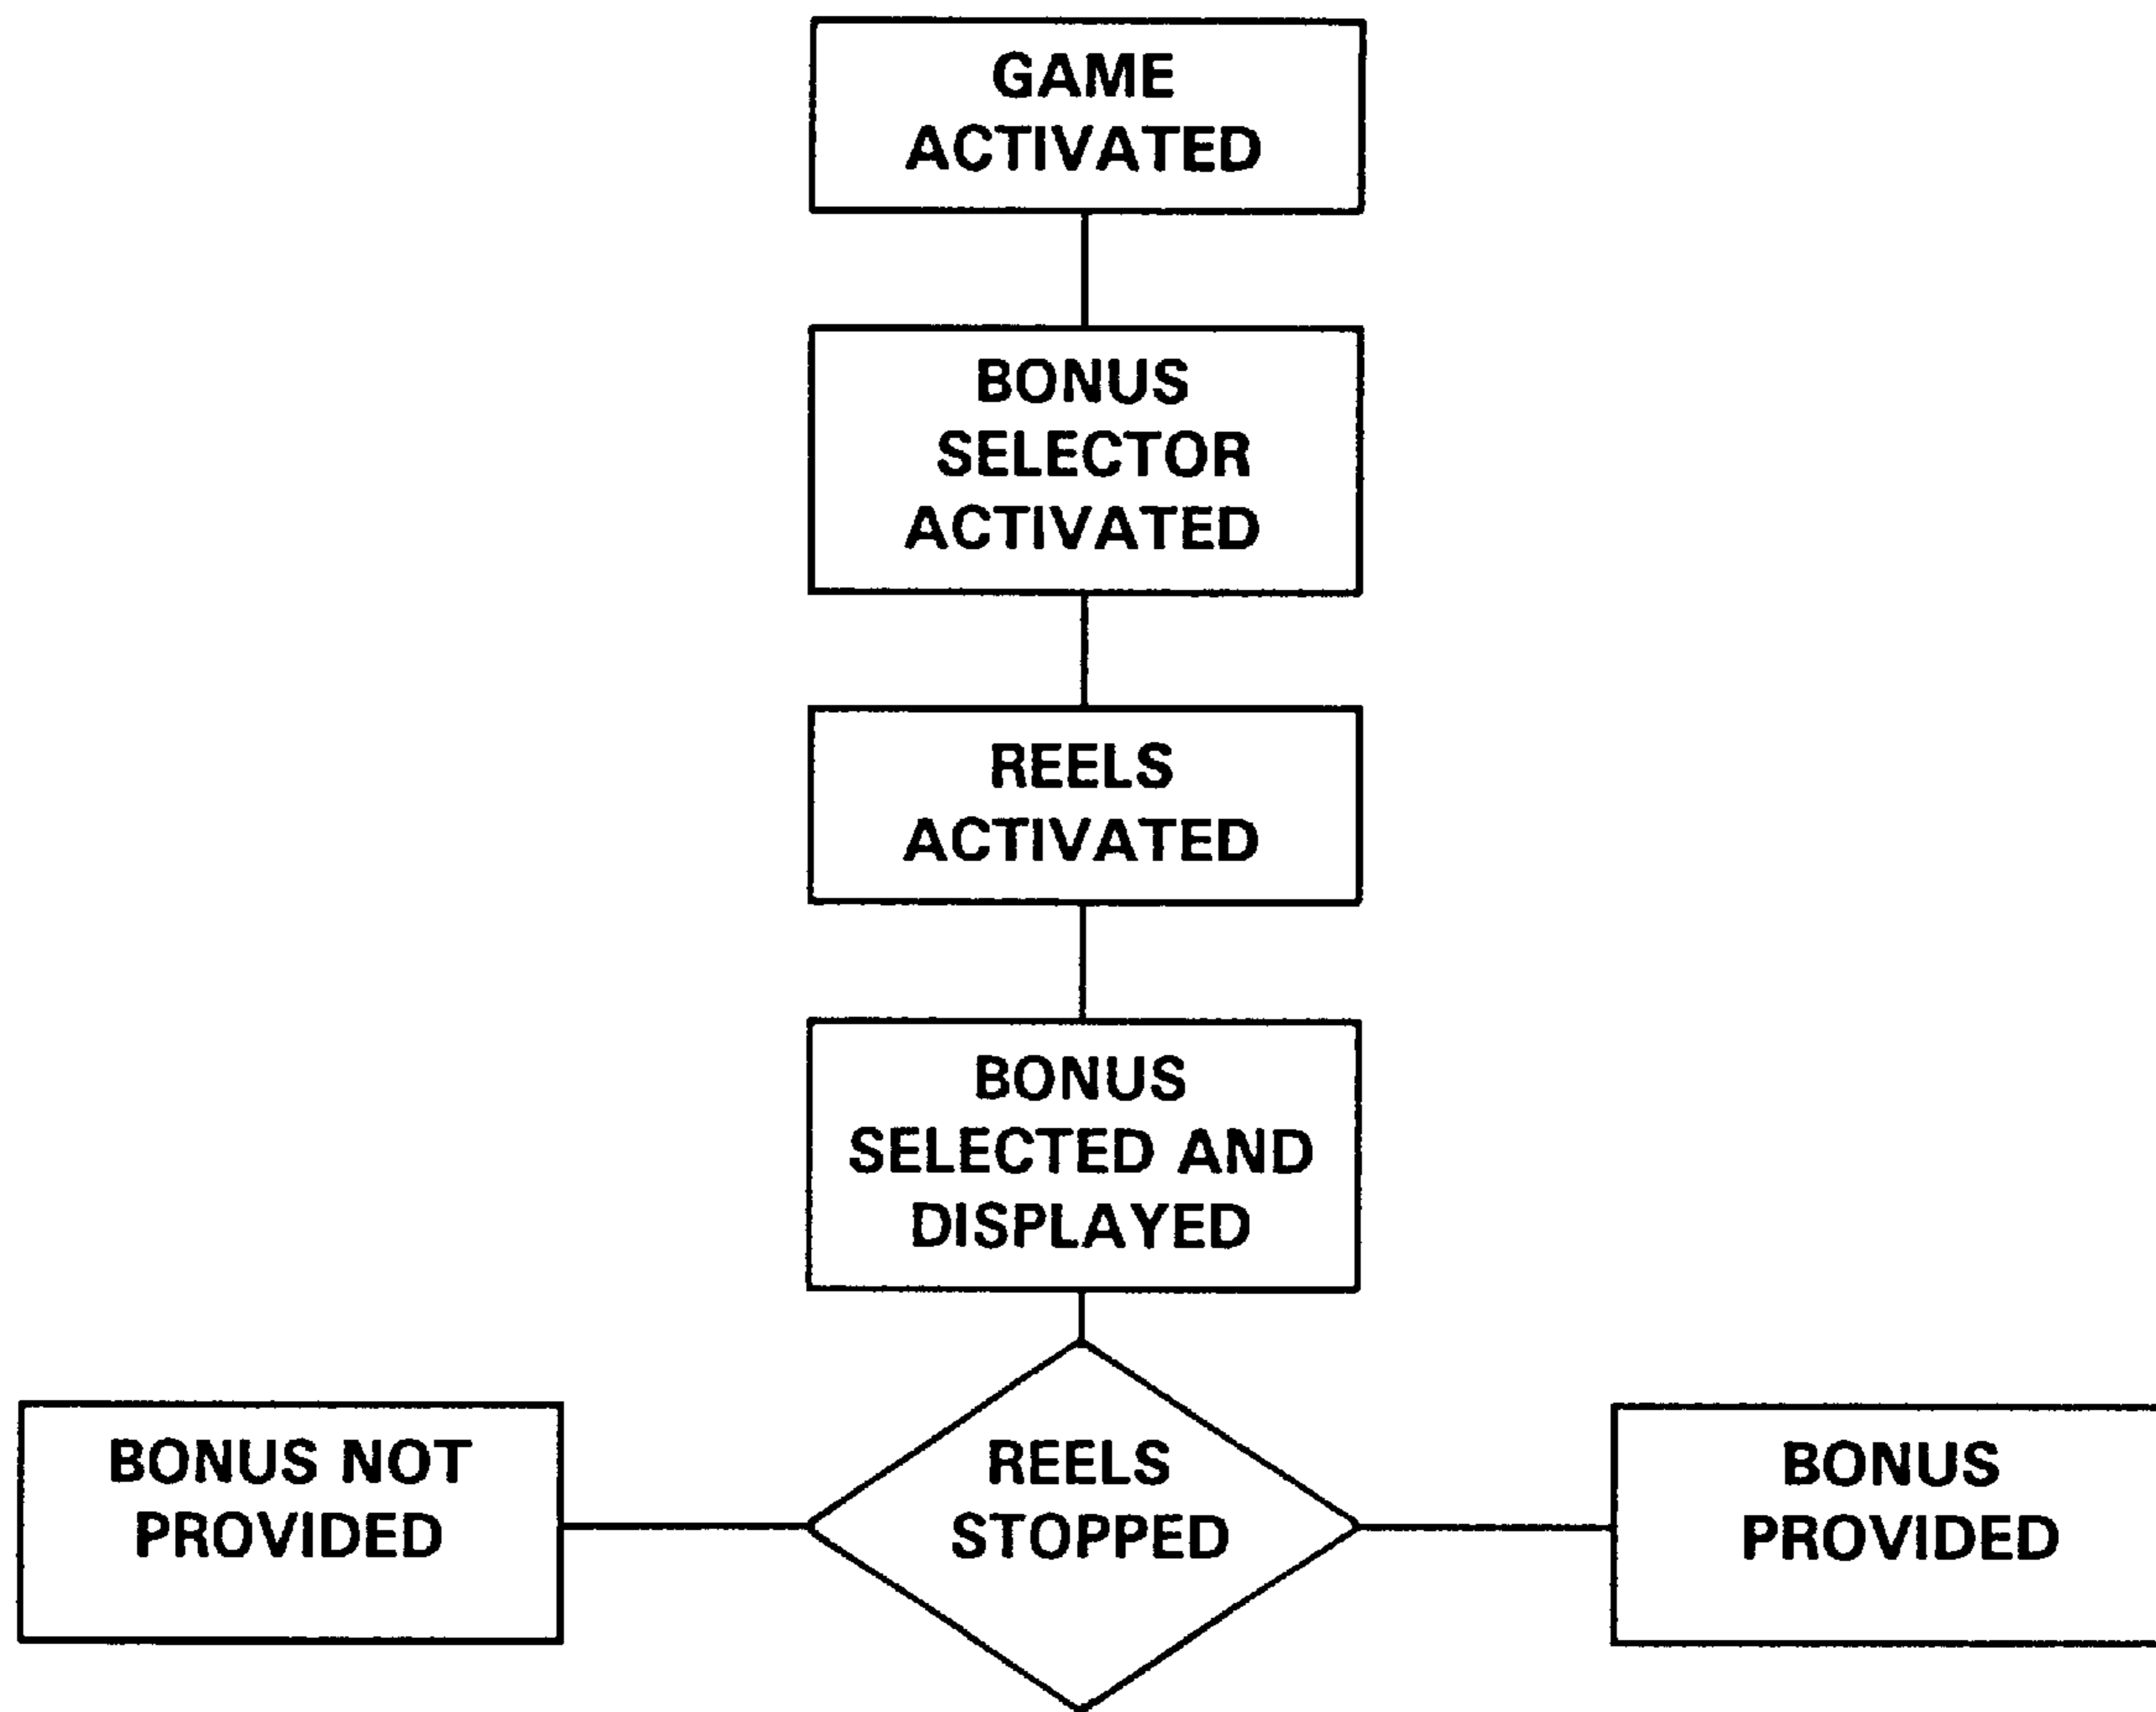 GAME
ACTIVATED
BONUS
SELECTOR
ACTIVATED
REELS
ACTIVATED
BONUS
SELECTED AND
DISPLAYED
BONUS NOT
PROVIDED
REELS
STOPPED
BONUS
PROVIDED